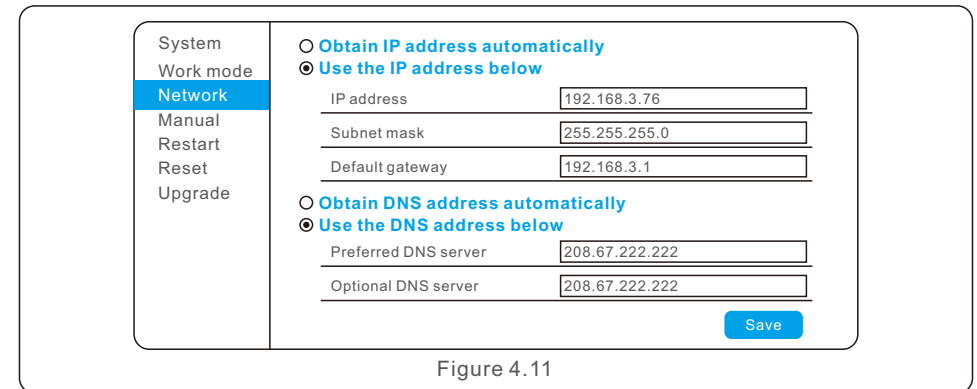 System
Work mode
Network
Manual
Restart
Reset
Upgrade
Obtain IP address automatically
Use the IP address below
IP address 192.168.3.76
Subnet mask 255.255.255.0
Default gateway 192.168.3.1
Obtain DNS address automatically
Use the DNS address below
Preferred DNS server 208.67.222.222
Optional DNS server 208.67.222.222
Save
Figure 4.11